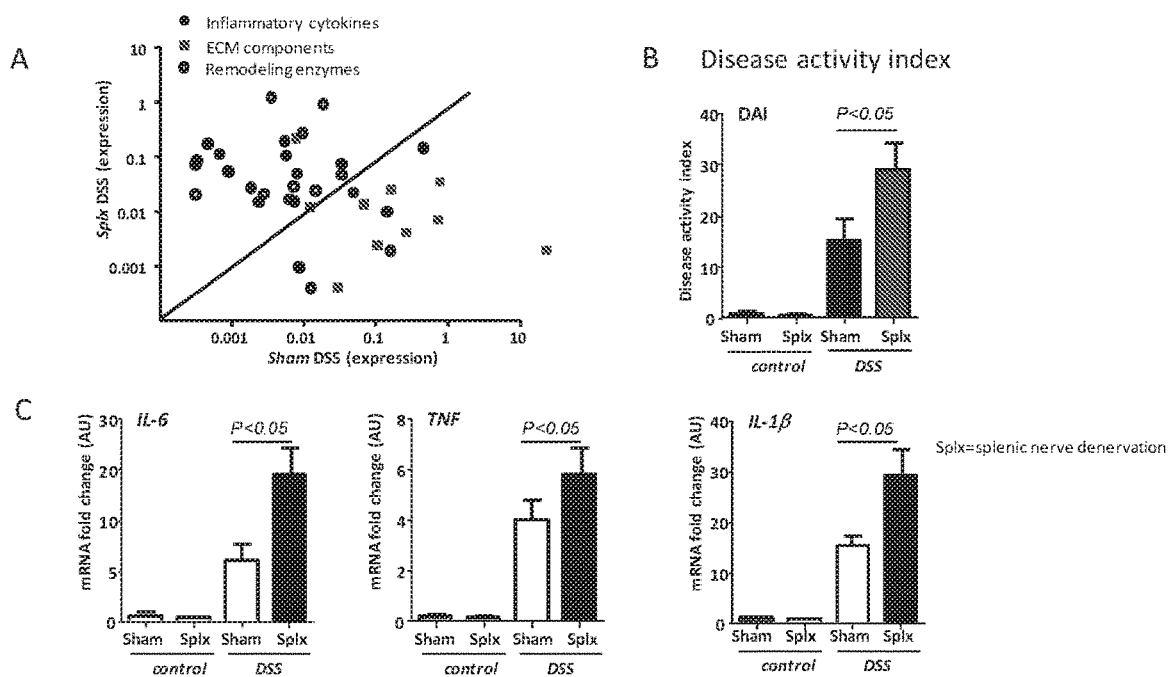 A
Inflammatory cytokines
ECM components
Remodeling enzymes
10
1
0.1
0.01
0.001
Splx DSS (expression)
0.001 0.01 0.1 1 10
Sham DSS (expression)
B Disease activity index
DAI
P<0.05
40
30
20
10
0
Disease activity index
Sham Splx Sham Splx
control DSS
C
IL-6
P<0.05
30
20
10
5
0
mRNA fold change (AU)
Sham Splx Sham Splx
control DSS
TNF
P<0.05
8
6
4
2
0
mRNA fold change (AU)
Sham Splx Sham Splx
control DSS
IL-1β
P<0.05
40
30
20
10
0
mRNA fold change (AU)
Sham Splx Sham Splx
control DSS
Splx=splenic nerve denervation